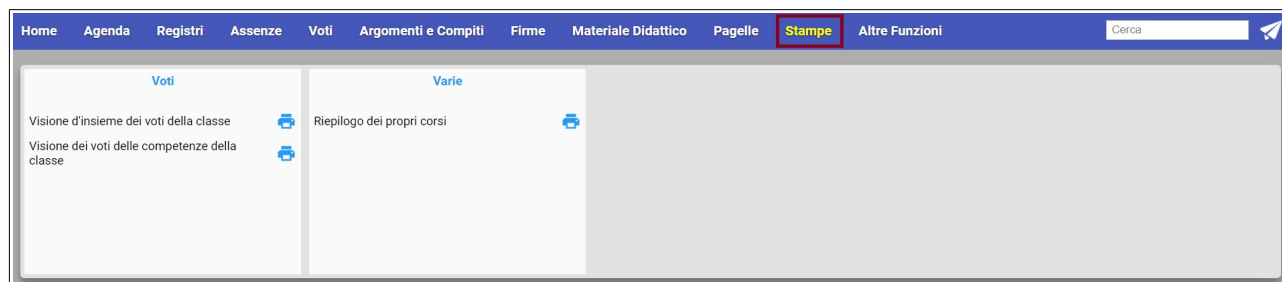 Home Agenda Registri Assenze Voti Argomenti e Compiti Firme Materiale Didattico Pagelle Stampe Altre Funzioni Cerca
Voti
Visione d'insieme dei voti della classe
Visione dei voti delle competenze della
classe
Varie
Riepilogo dei propri corsi